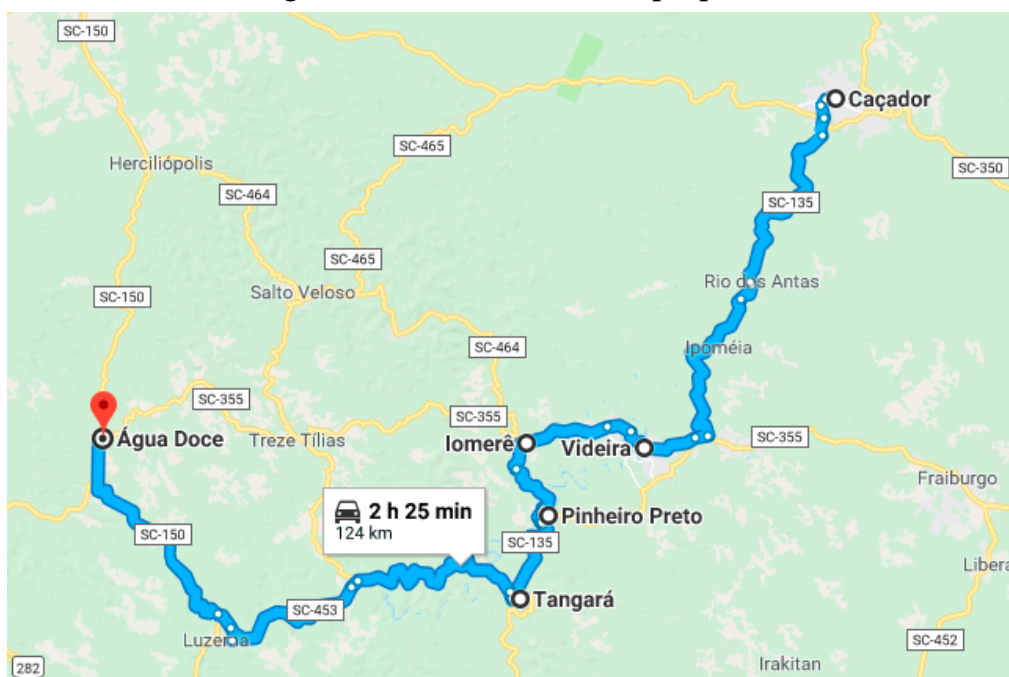 SC-150
Caçador
SC-465
Herciliópolis
SC-350
SC-464
SC-135
SC-465
Rio das Antas
SC-150
Salto Veloso
SC-464
Ipoméia
SC-355
SC-355
Água Doce
Treze Tílias
Iomerê
Videira
SC-355
Fraiburgo
2 h 25 min
124 km
Pinheiro Preto
SC-150
SC-135
Libera
Tangará
SC-453
Luzerna
SC-452
282
Irakitan